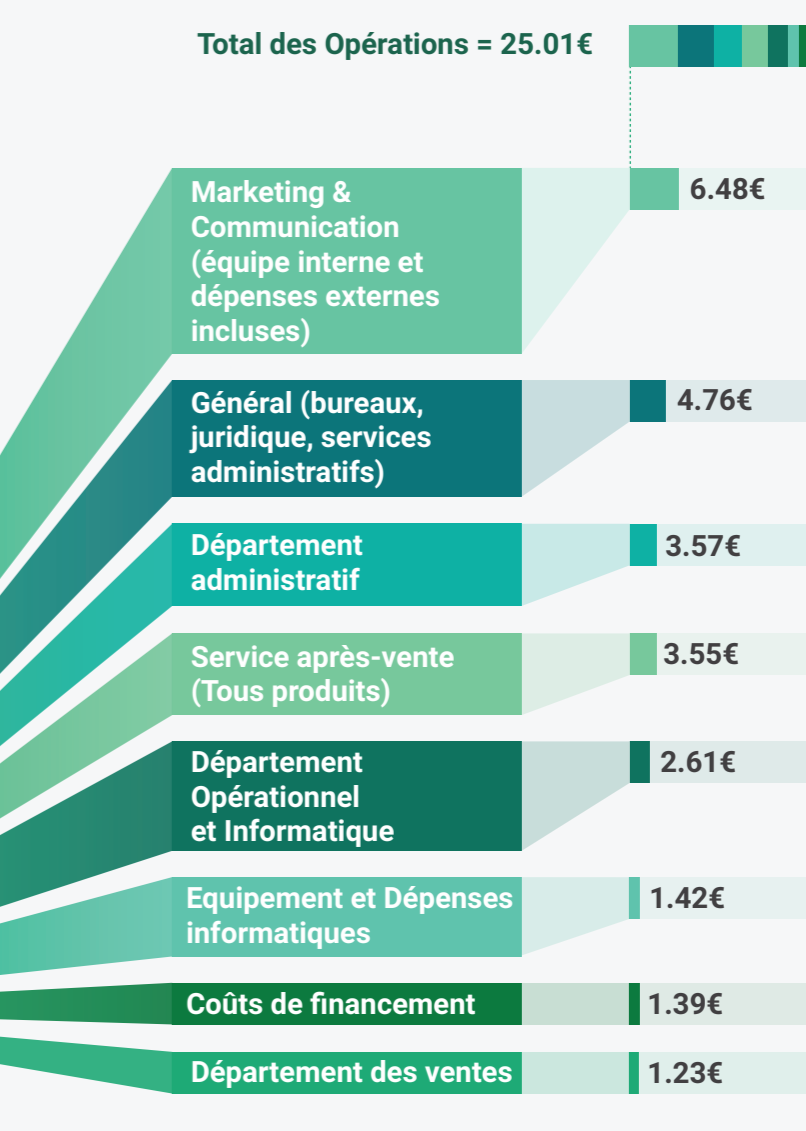 Total des Opérations = 25.01€
Marketing &
Communication
(équipe interne et
dépenses externes
incluses)
6.48€
Général (bureaux,
juridique, services
administratifs)
4.76€
Département
administratif
3.57€
Service après-vente
(Tous produits)
3.55€
Département
Opérationnel
et Informatique
2.61€
Equipement et Dépenses
informatiques
1.42€
Coûts de financement
1.39€
Département des ventes
1.23€